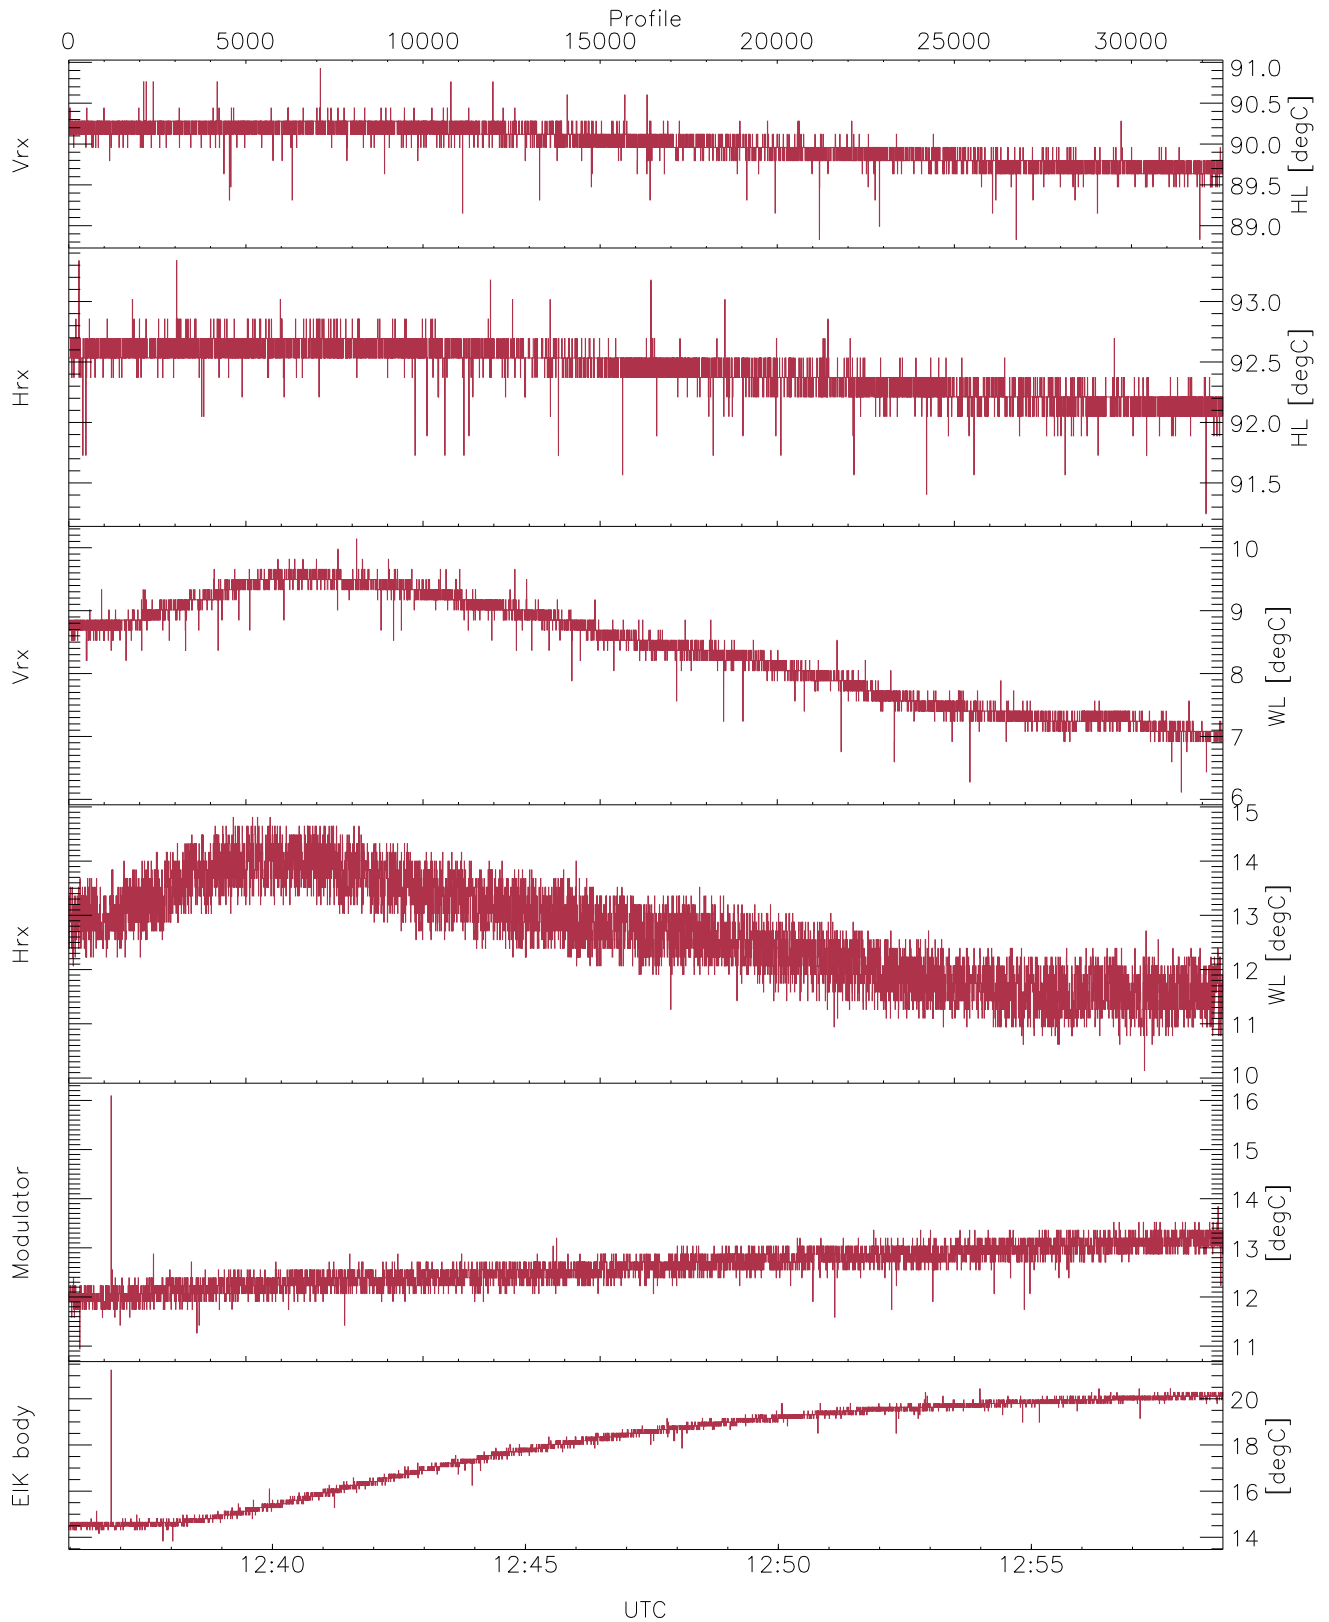 Profile
0 5000 10000 15000 20000 25000 30000
Vrx
91.0
90.5
90.0
89.5
89.0
HL [degC]
Hrx
93.0
92.5
92.0
91.5
HL [degC]
Vrx
10
9
8
7
6
WL [degC]
Hrx
15
14
13
12
11
10
WL [degC]
Modulator
16
15
14
13
12
11
[degC]
EIK body
20
18
16
14
[degC]
12:40 12:45 12:50 12:55
UTC